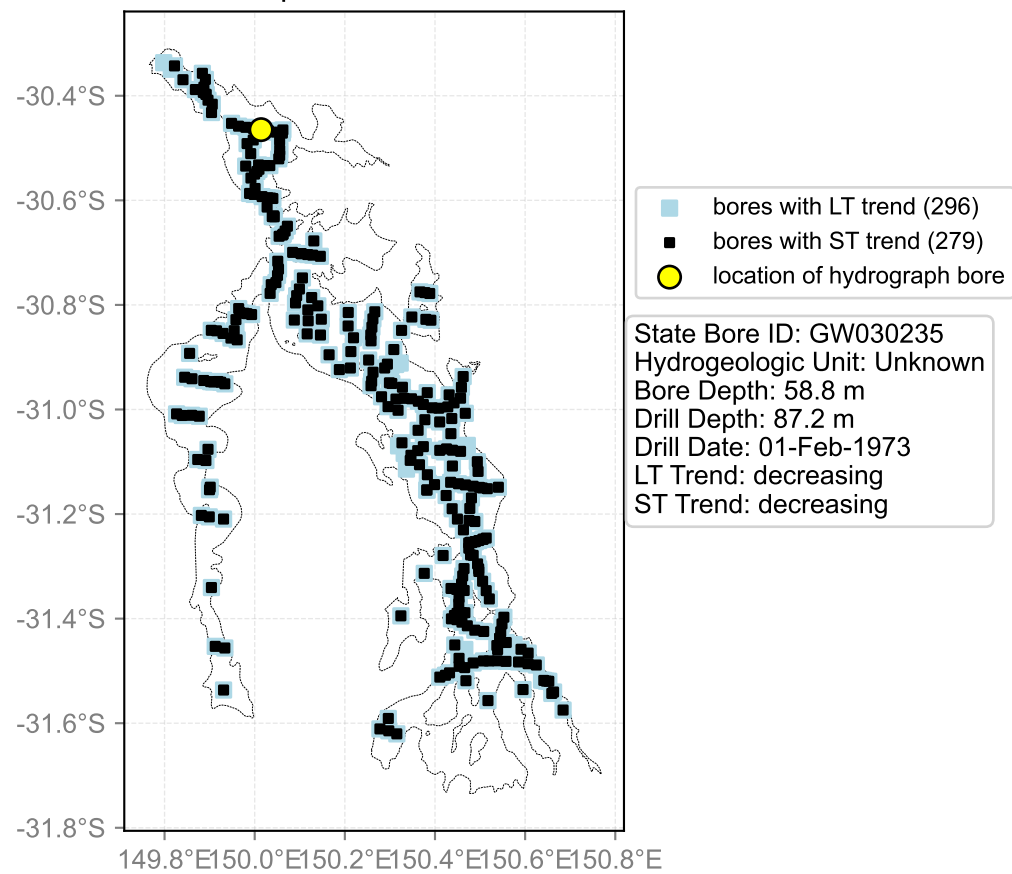 -30.4°S
-30.6°S
-30.8°S
-31.0°S
-31.2°S
-31.4°S
-31.6°S
-31.8°S
149.8°E150.0°E150.2°E150.4°E150.6°E150.8°E
bores with LT trend (296)
bores with ST trend (279)
location of hydrograph bore
State Bore ID: GW030235
Hydrogeologic Unit: Unknown
Bore Depth: 58.8 m
Drill Depth: 87.2 m
Drill Date: 01-Feb-1973
LT Trend: decreasing
ST Trend: decreasing